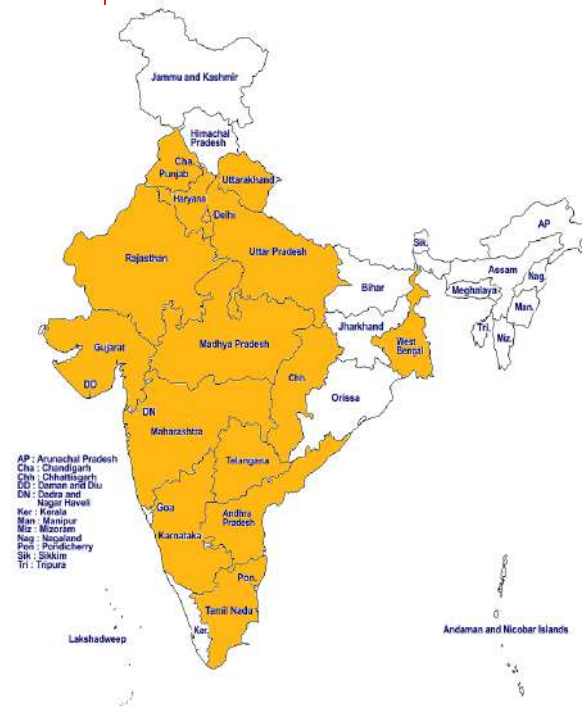 Jammu and Kashmir
Himachal
Pradesh
Cha.
Punjab
Uttarakhand
Haryana
Delhi
AP
Sik.
Rajasthan
Uttar Pradesh
Assam
Nag.
Bihar
Meghalaya
Man.
Jharkhand
Tri.
Miz.
Gujarat
Madhya Pradesh
West
Bengal
Chh.
DD
Orissa
DN
Maharashtra
Telangana
AP : Arunachal Pradesh
Cha : Chandigarh
Chh : Chhattisgarh
DD : Daman and Diu
DN : Dadra and
Nagar Haveli
Ker : Kerala
Man : Manipur
Miz : Mizoram
Nag : Nagaland
Pon : Pondicherry
Sik : Sikkim
Tri : Tripura
Goa
Andhra
Pradesh
Karnataka
Pon.
Tamil Nadu
Ker.
Lakshadweep
Andaman and Nicobar Islands